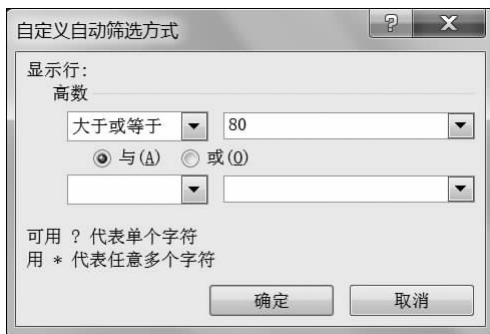 自定义自动筛选方式
显示行:
高数
大于或等于 80
与(A) 或(O)
可用 ? 代表单个字符
用 * 代表任意多个字符
确定 取消